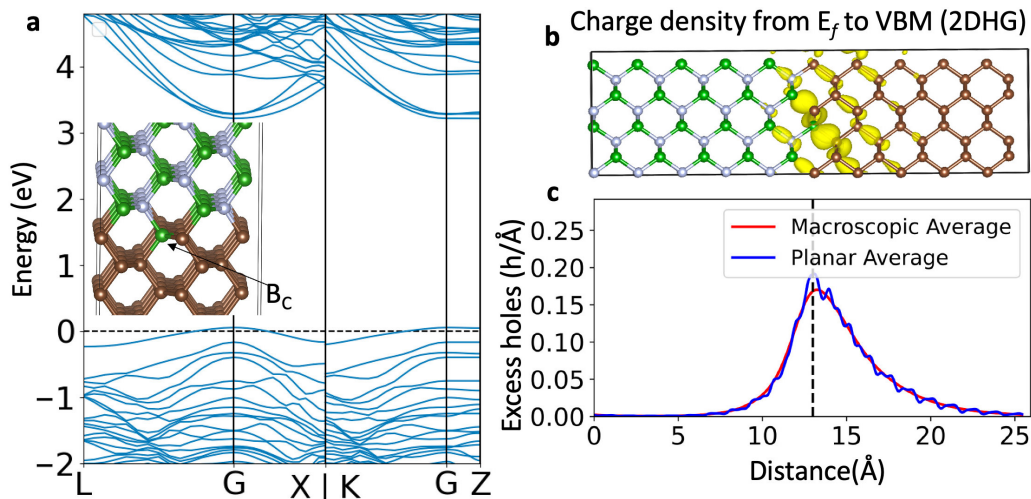 a
Energy (eV)
4
3
2
1
0
−1
−2
L
G
X
K
G
Z
B_C
Charge density from E_f to VBM (2DHG)
b
c
Excess holes (h/Å)
0.25
0.20
0.15
0.10
0.05
0.00
Macroscopic Average
Planar Average
0
5
10
15
20
25
Distance(Å)